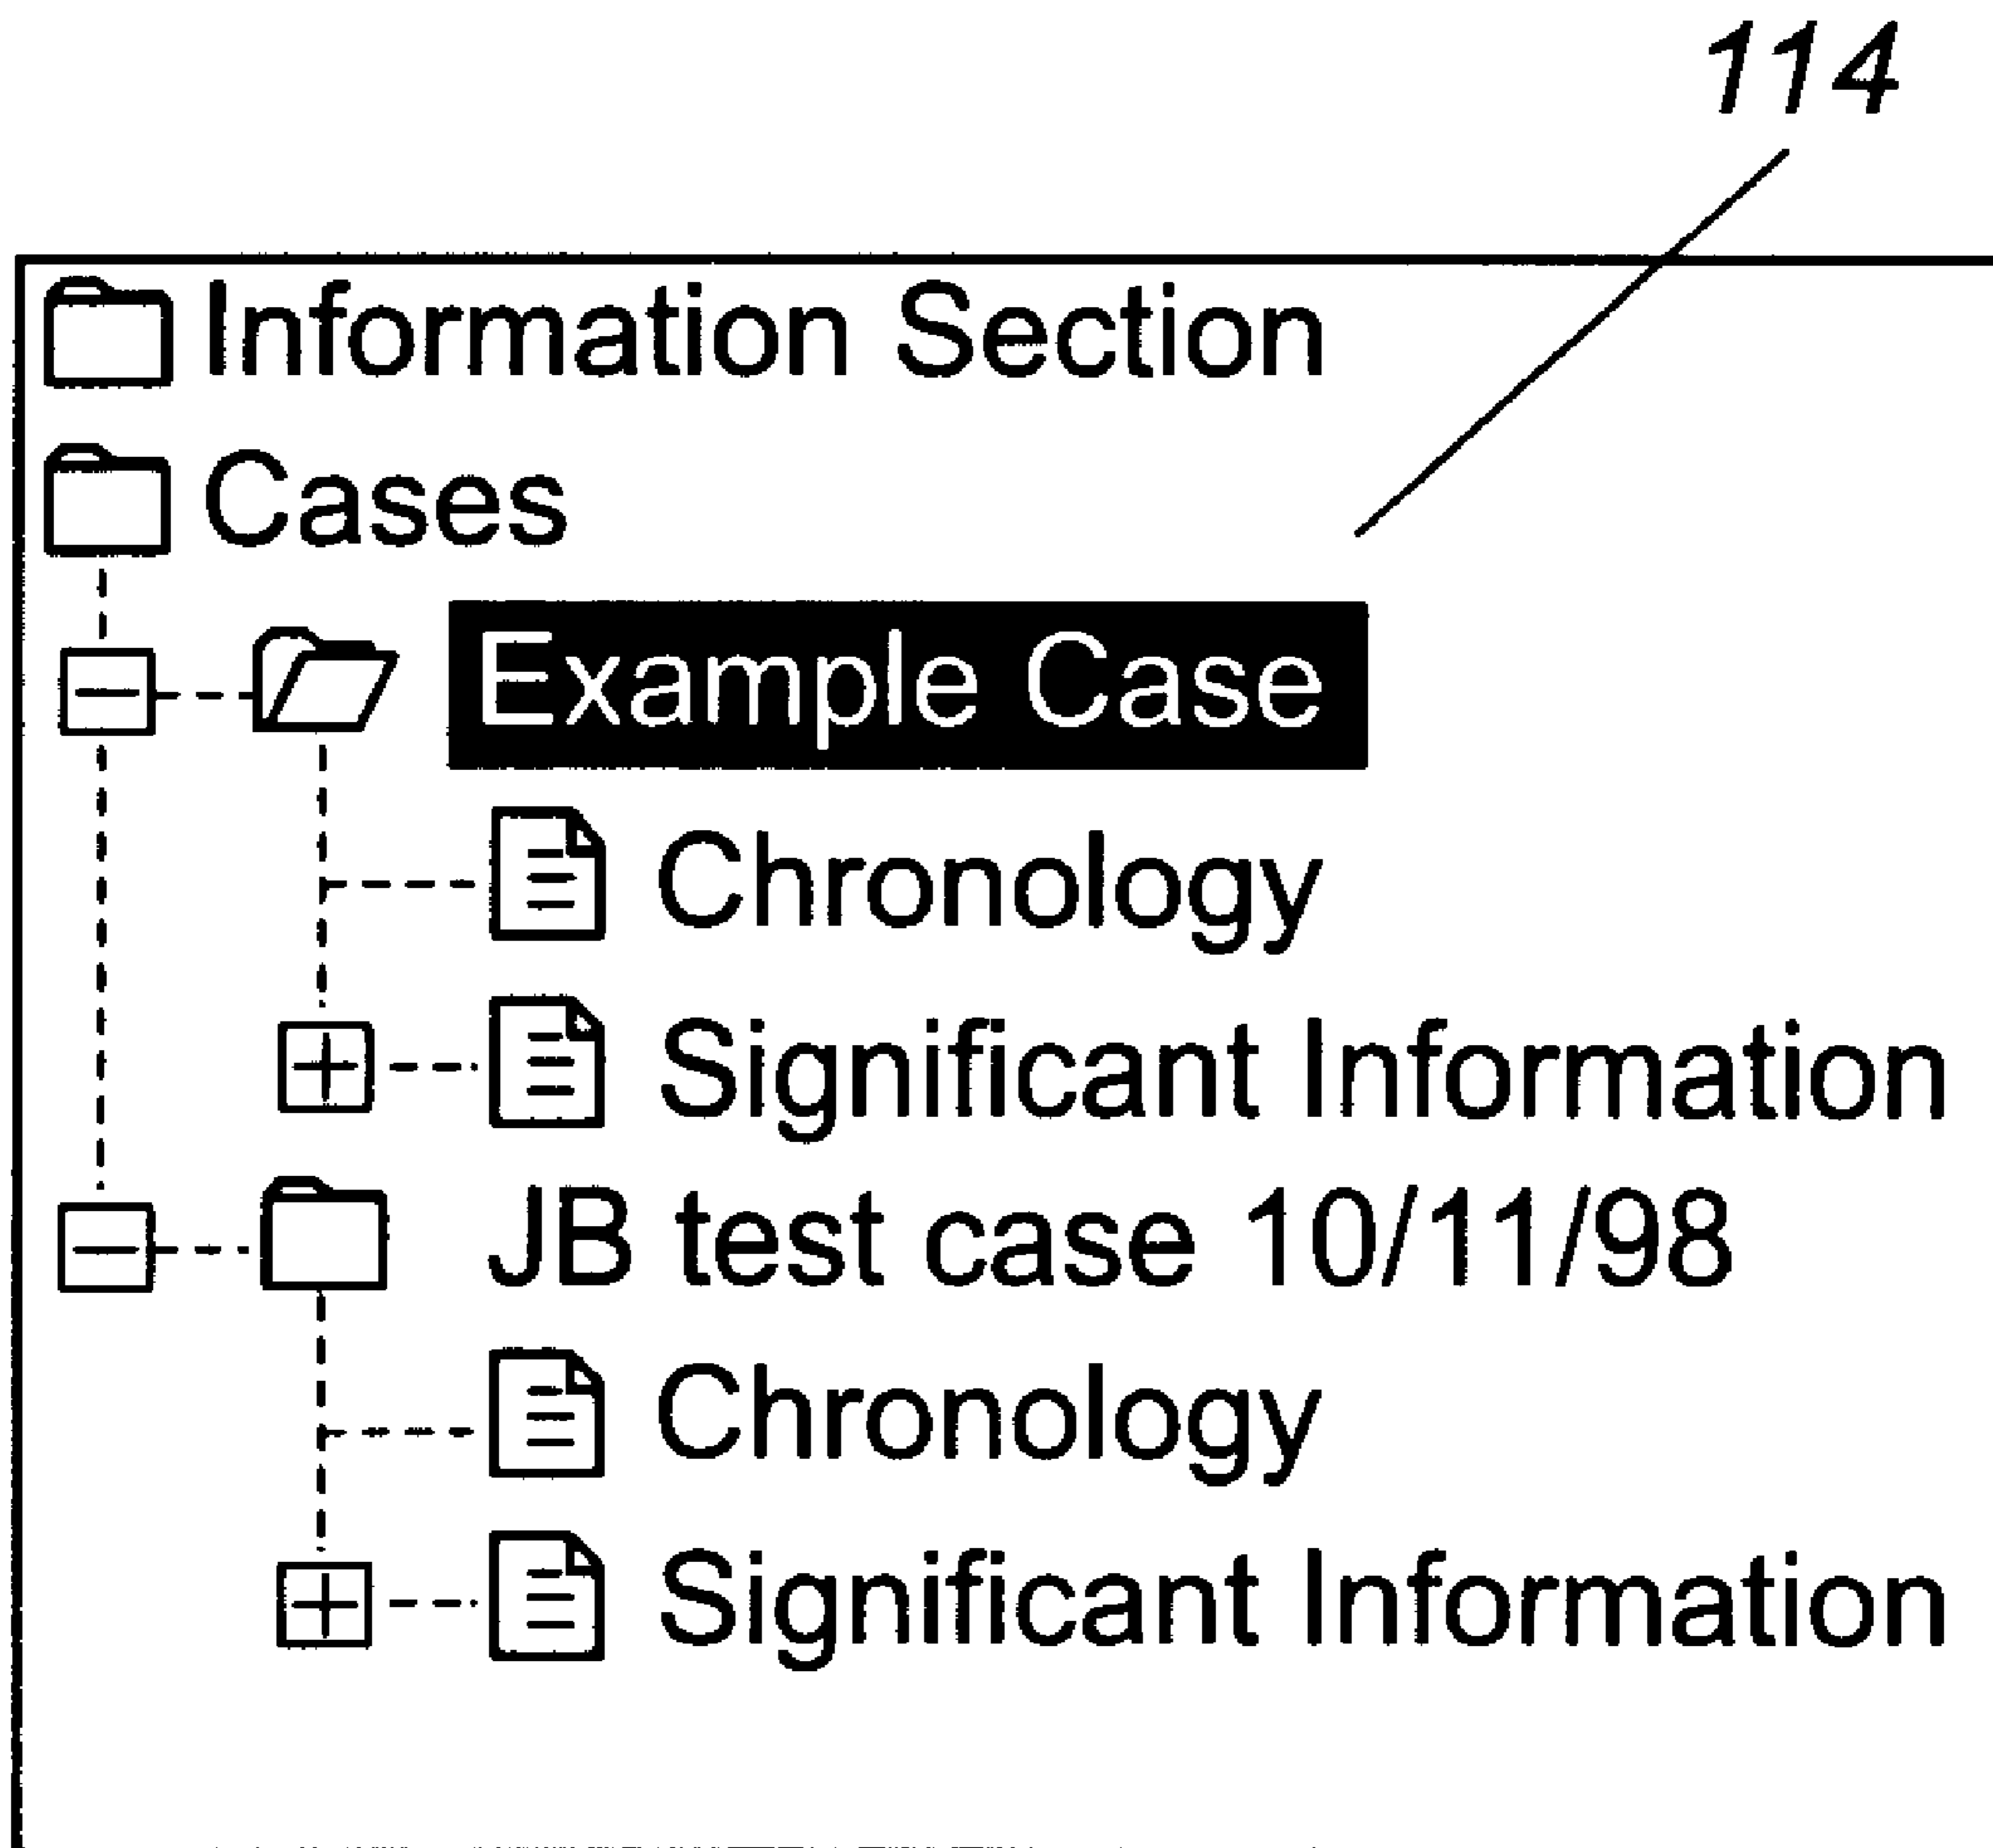 114
Information Section
Cases
Example Case
Chronology
Significant Information
JB test case 10/11/98
Chronology
Significant Information